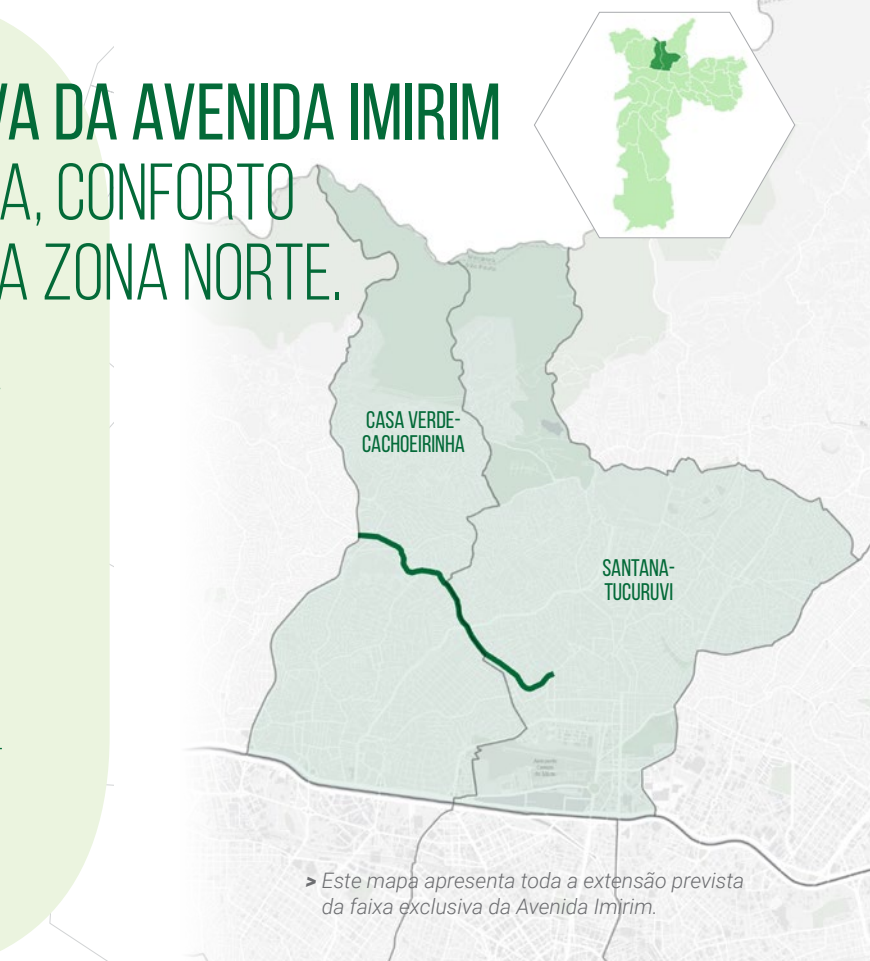 VA DA AVENIDA IMIRIM
A, CONFORTO
A ZONA NORTE.
CASA VERDE-
CACHOEIRINHA
SANTANA-
TUCURUVI
> Este mapa apresenta toda a extensão prevista
da faixa exclusiva da Avenida Imirim.